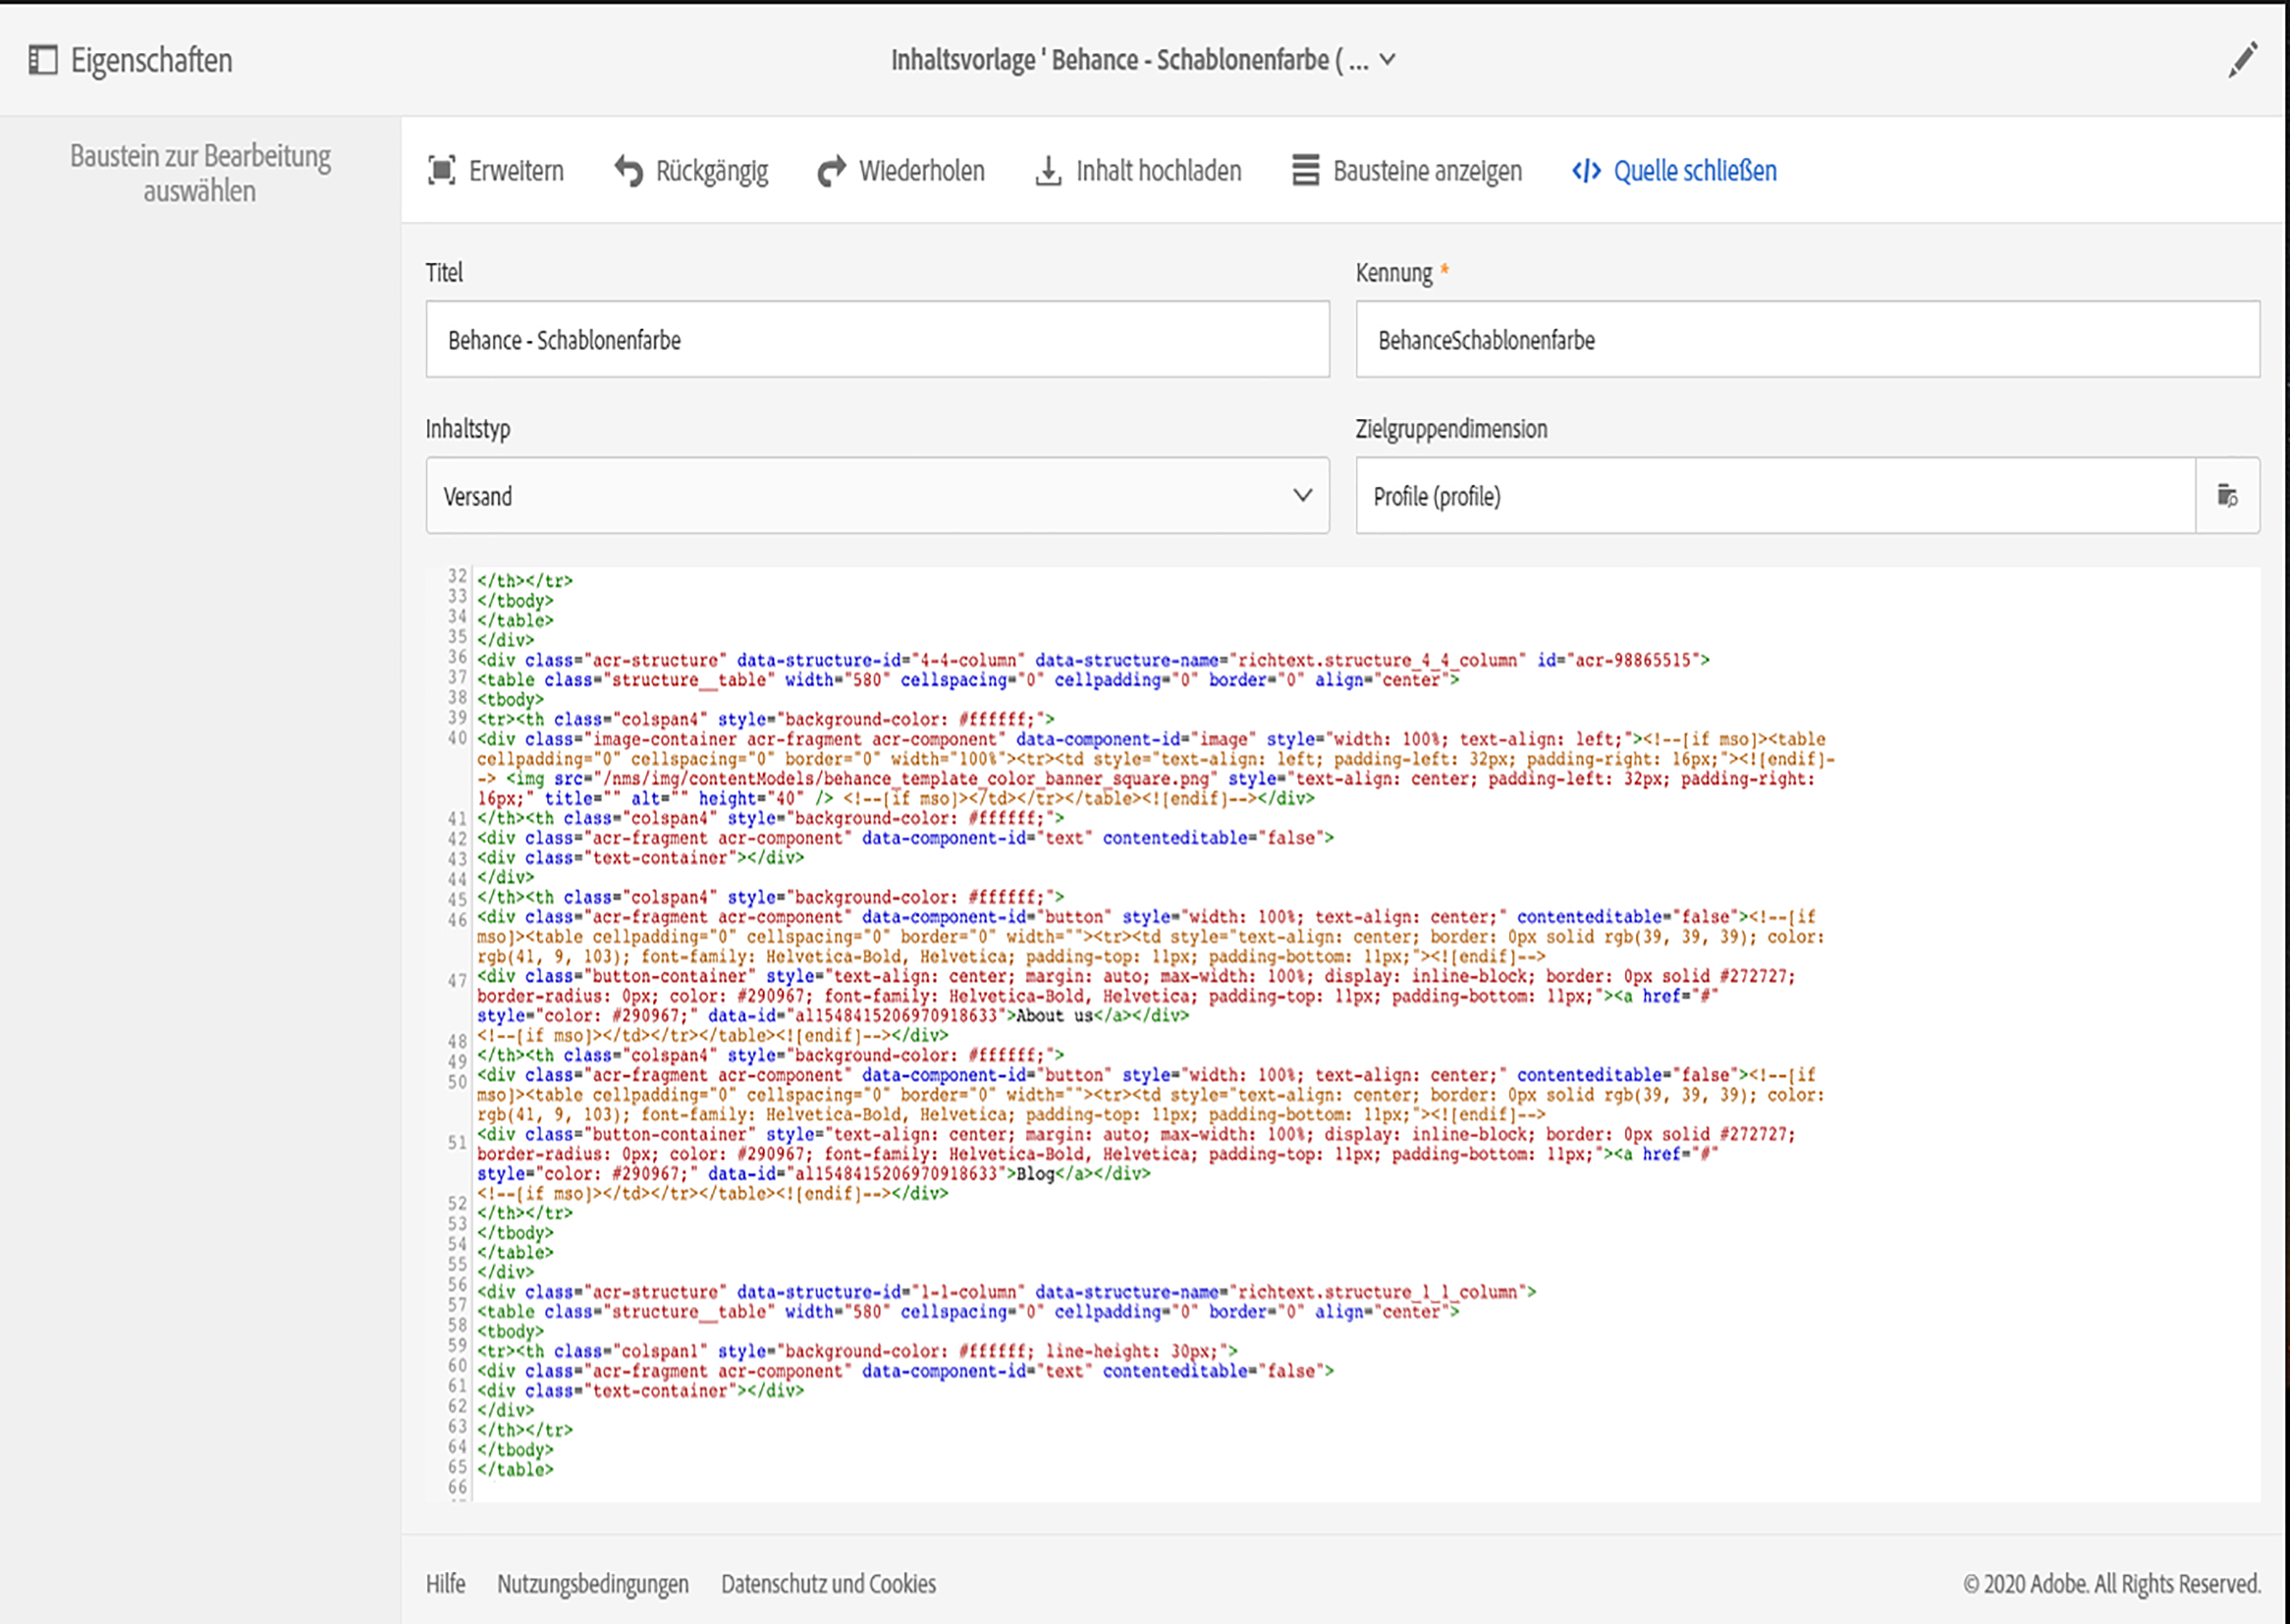 Eigenschaften
Inhaltsvorlage ' Behance - Schablonenfarbe ( ...
Baustein zur Bearbeitung
auswählen
Erweitern Rückgängig Wiederholen Inhalt hochladen Bausteine anzeigen </> Quelle schließen
Titel Kennung *
Behance - Schablonenfarbe BehanceSchablonenfarbe
Inhaltstyp Zielgruppendimension
Versand Profile (profile)
32 </th></tr>
33 </tbody>
34 </table>
35 </div>
36 <div class="acr-structure" data-structure-id="4-4-column" data-structure-name="richtext.structure_4_4_column" id="acr-98865515">
37 <table class="structure__table" width="580" cellspacing="0" cellpadding="0" border="0" align="center">
38 <tbody>
39 <tr><th class="colspan4" style="background-color: #ffffff;">
40 <div class="image-container acr-fragment acr-component" data-component-id="image" style="width: 100%; text-align: left;"><!--[if mso]><table
cellpadding="0" cellspacing="0" border="0" width="100%"><tr><td style="text-align: left; padding-left: 32px; padding-right: 16px;"><![endif]-
-> <img src="/nms/img/contentModels/behance_template_color_banner_square.png" style="text-align: center; padding-left: 32px; padding-right:
16px;" title="" alt="" height="40" /> <!--[if mso]></td></tr></table><![endif]--></div>
41 </th><th class="colspan4" style="background-color: #ffffff;">
42 <div class="acr-fragment acr-component" data-component-id="text" contenteditable="false">
43 <div class="text-container"></div>
44 </div>
45 </th><th class="colspan4" style="background-color: #ffffff;">
46 <div class="acr-fragment acr-component" data-component-id="button" style="width: 100%; text-align: center;" contenteditable="false"><!--[if
mso]><table cellpadding="0" cellspacing="0" border="0" width=""><tr><td style="text-align: center; border: 0px solid rgb(39, 39, 39); color:
rgb(41, 9, 103); font-family: Helvetica-Bold, Helvetica; padding-top: 11px; padding-bottom: 11px;"><![endif]-->
47 <div class="button-container" style="text-align: center; margin: auto; max-width: 100%; display: inline-block; border: 0px solid #272727;
border-radius: 0px; color: #290967; font-family: Helvetica-Bold, Helvetica; padding-top: 11px; padding-bottom: 11px;"><a href="#"
style="color: #290967;" data-id="all1548415206970918633">About us</a></div>
48 <!--[if mso]></td></tr></table><![endif]--></div>
49 </th><th class="colspan4" style="background-color: #ffffff;">
50 <div class="acr-fragment acr-component" data-component-id="button" style="width: 100%; text-align: center;" contenteditable="false"><!--[if
mso]><table cellpadding="0" cellspacing="0" border="0" width=""><tr><td style="text-align: center; border: 0px solid rgb(39, 39, 39); color:
rgb(41, 9, 103); font-family: Helvetica-Bold, Helvetica; padding-top: 11px; padding-bottom: 11px;"><![endif]-->
51 <div class="button-container" style="text-align: center; margin: auto; max-width: 100%; display: inline-block; border: 0px solid #272727;
border-radius: 0px; color: #290967; font-family: Helvetica-Bold, Helvetica; padding-top: 11px; padding-bottom: 11px;"><a href="#"
style="color: #290967;" data-id="all1548415206970918633">Blog</a></div>
52 <!--[if mso]></td></tr></table><![endif]--></div>
53 </th></tr>
54 </tbody>
55 </table>
56 </div>
57 <div class="acr-structure" data-structure-id="1-1-column" data-structure-name="richtext.structure_1_1_column">
58 <table class="structure__table" width="580" cellspacing="0" cellpadding="0" border="0" align="center">
59 <tbody>
60 <tr><th class="colspan1" style="background-color: #ffffff; line-height: 30px;">
61 <div class="acr-fragment acr-component" data-component-id="text" contenteditable="false">
62 <div class="text-container"></div>
63 </div>
64 </th></tr>
65 </tbody>
66 </table>
Hilfe Nutzungsbedingungen Datenschutz und Cookies © 2020 Adobe. All Rights Reserved.